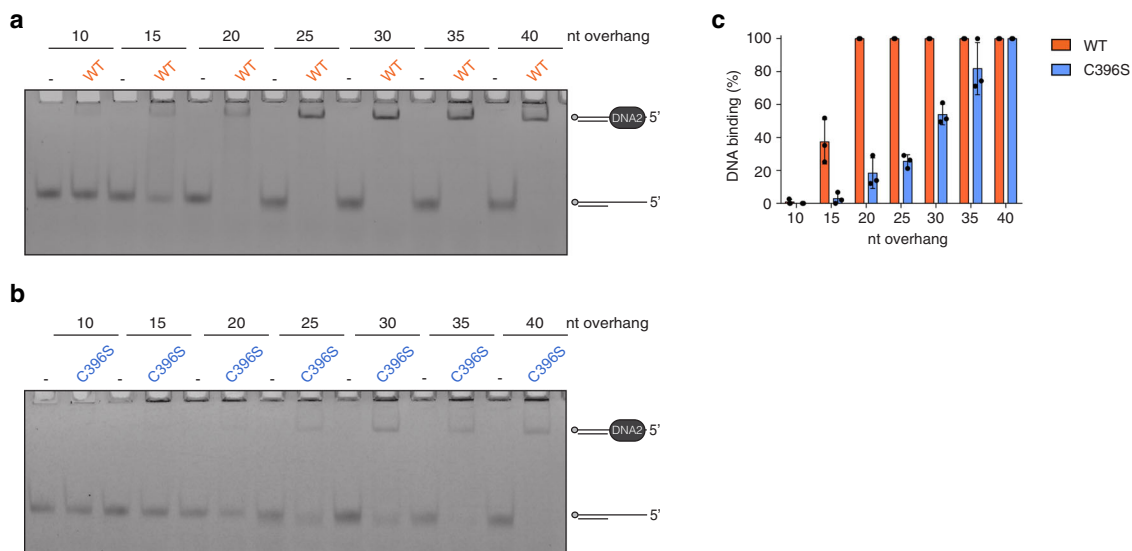 a
10 15 20 25 30 35 40 nt overhang
- WT - WT - WT - WT - WT - WT - WT
DNA2 5’
5’
b
10 15 20 25 30 35 40 nt overhang
- C396S - C396S - C396S - C396S - C396S - C396S - C396S
DNA2 5’
5’
c
DNA binding (%)
100
80
60
40
20
0
10 15 20 25 30 35 40
nt overhang
WT
C396S